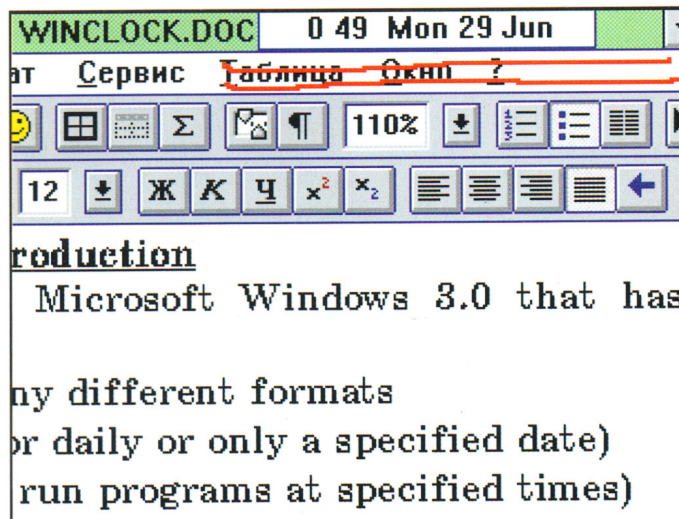 WINCLOCK.DOC 0 49 Mon 29 Jun
ат Сервис Таблица Окно ?
Σ ¶ 110%
12 Ж К Ч x² x₂
roduction
Microsoft Windows 3.0 that has
ny different formats
or daily or only a specified date)
run programs at specified times)